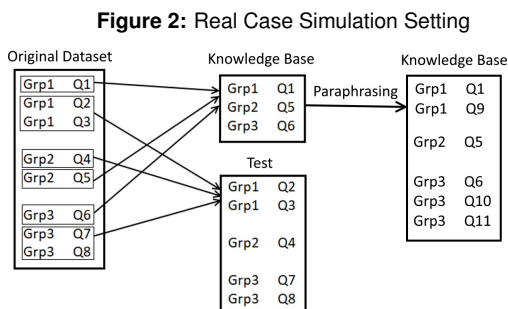 Figure 2: Real Case Simulation Setting
Original Dataset
Grp1 Q1
Grp1 Q2
Grp1 Q3
Grp2 Q4
Grp2 Q5
Grp3 Q6
Grp3 Q7
Grp3 Q8
Knowledge Base
Grp1 Q1
Grp2 Q5
Grp3 Q6
Test
Grp1 Q2
Grp1 Q3
Grp2 Q4
Grp3 Q7
Grp3 Q8
Paraphrasing
Knowledge Base
Grp1 Q1
Grp1 Q9
Grp2 Q5
Grp3 Q6
Grp3 Q10
Grp3 Q11